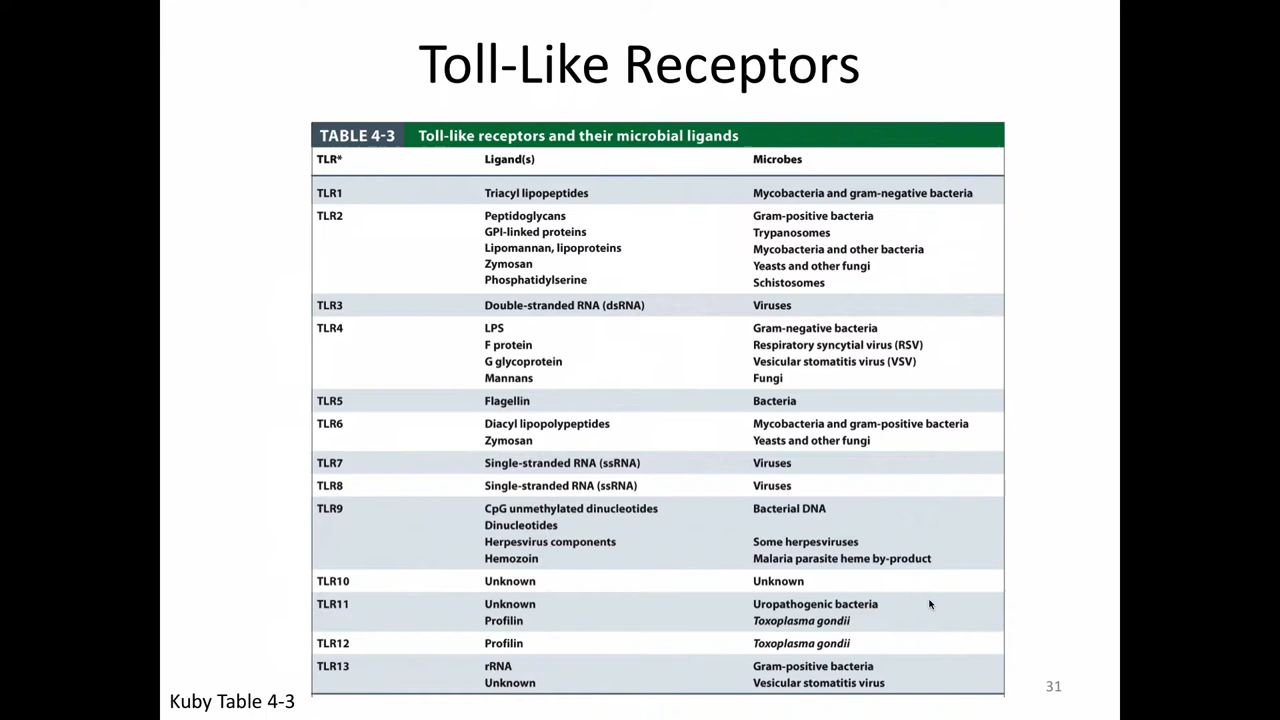 Toll-Like Receptors
TABLE 4-3 Toll-like receptors and their microbial ligands
TLR* Ligand(s) Microbes
TLR1 Triacyl lipopeptides Mycobacteria and gram-negative bacteria
TLR2 Peptidoglycans Gram-positive bacteria
GPI-linked proteins Trypanosomes
Lipomannan, lipoproteins Mycobacteria and other bacteria
Zymosan Yeasts and other fungi
Phosphatidylserine Schistosomes
TLR3 Double-stranded RNA (dsRNA) Viruses
TLR4 LPS Gram-negative bacteria
F protein Respiratory syncytial virus (RSV)
G glycoprotein Vesicular stomatitis virus (VSV)
Mannans Fungi
TLR5 Flagellin Bacteria
TLR6 Diacyl lipopolypeptides Mycobacteria and gram-positive bacteria
Zymosan Yeasts and other fungi
TLR7 Single-stranded RNA (ssRNA) Viruses
TLR8 Single-stranded RNA (ssRNA) Viruses
TLR9 CpG unmethylated dinucleotides Bacterial DNA
Dinucleotides
Herpesvirus components Some herpesviruses
Hemozoin Malaria parasite heme by-product
TLR10 Unknown Unknown
TLR11 Unknown Uropathogenic bacteria
Profilin Toxoplasma gondii
TLR12 Profilin Toxoplasma gondii
TLR13 rRNA Gram-positive bacteria
Unknown Vesicular stomatitis virus
Kuby Table 4-3
31